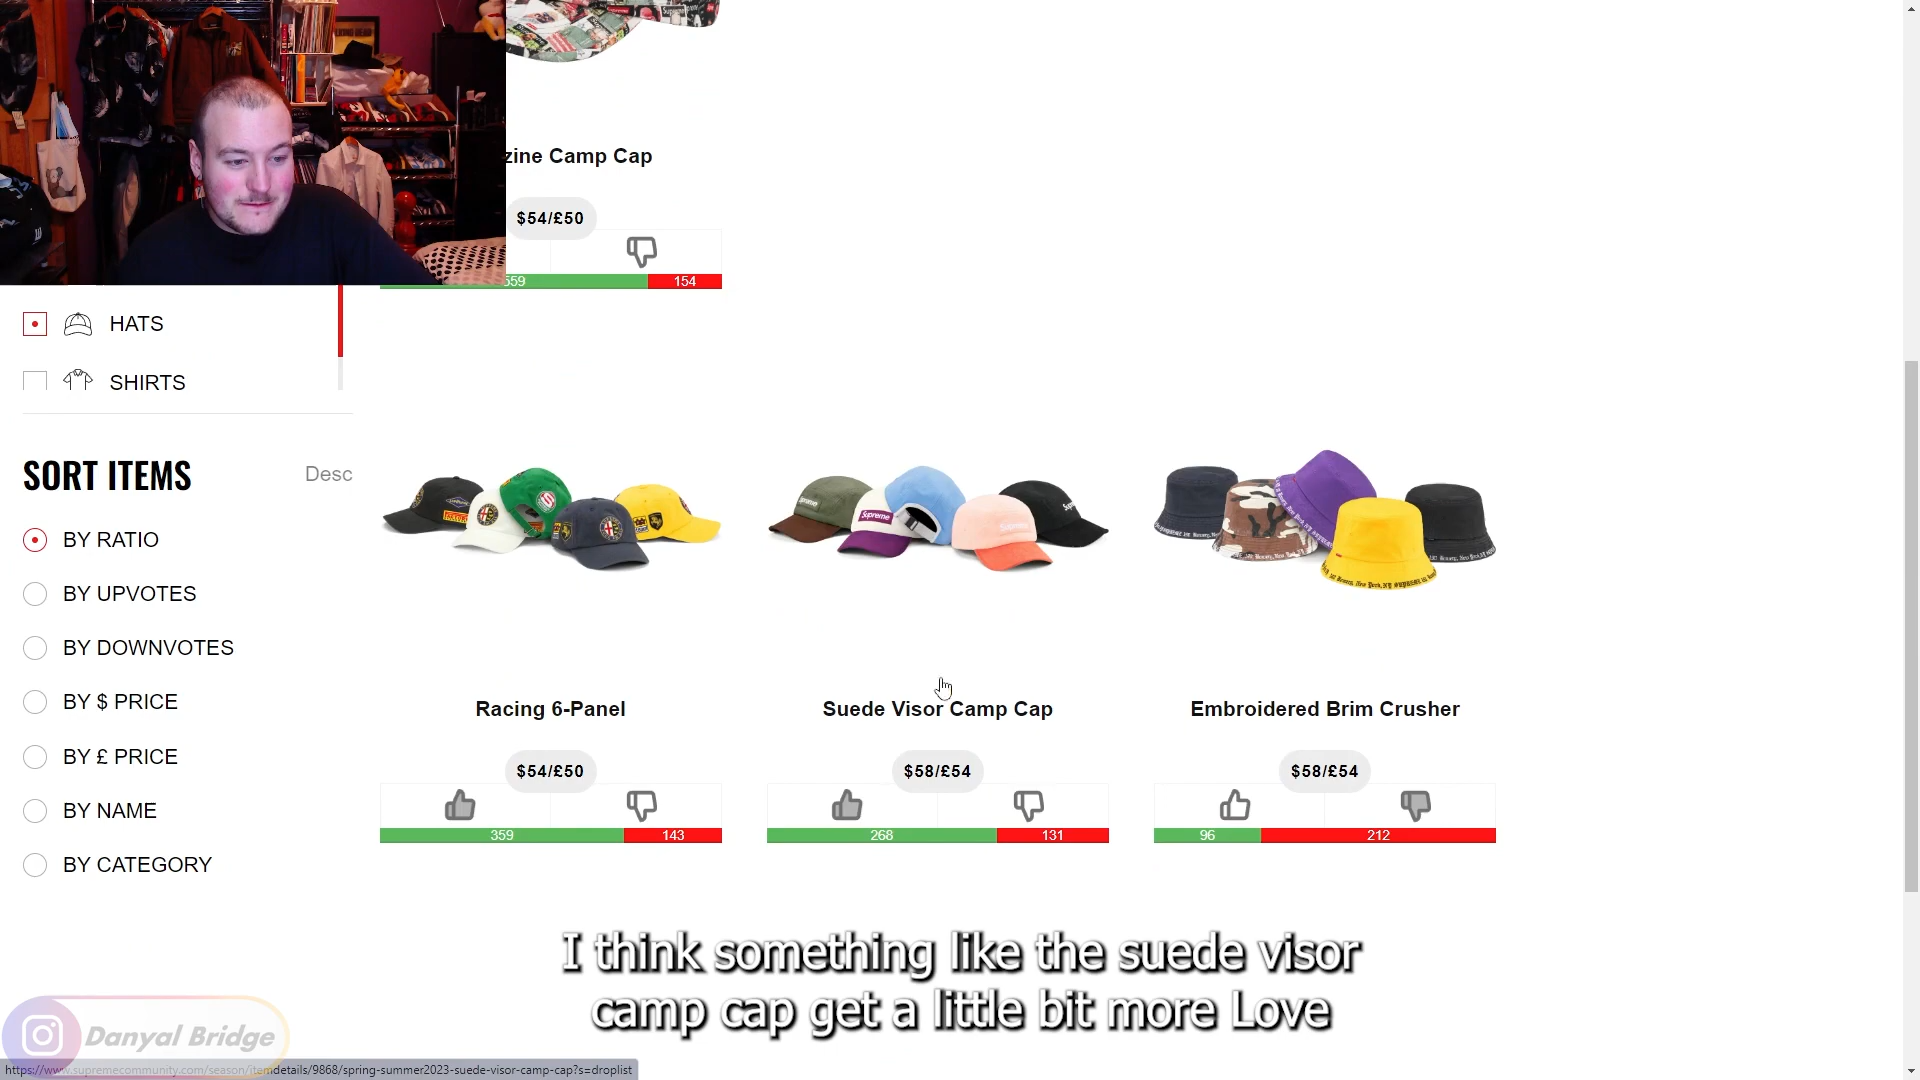 zine Camp Cap
$54/£50
559
154
HATS
SHIRTS
SORT ITEMS
Desc
BY RATIO
BY UPVOTES
BY DOWNVOTES
BY $ PRICE
BY £ PRICE
BY NAME
BY CATEGORY
Racing 6-Panel
$54/£50
359
143
Supreme
Suede Visor Camp Cap
$58/£54
268
131
Embroidered Brim Crusher
$58/£54
96
212
I think something like the suede visor
camp cap get a little bit more Love
Danyal Bridge
https://www.supremecommunity.com/season/itemdetails/9868/spring-summer2023-suede-visor-camp-cap?s=droplist